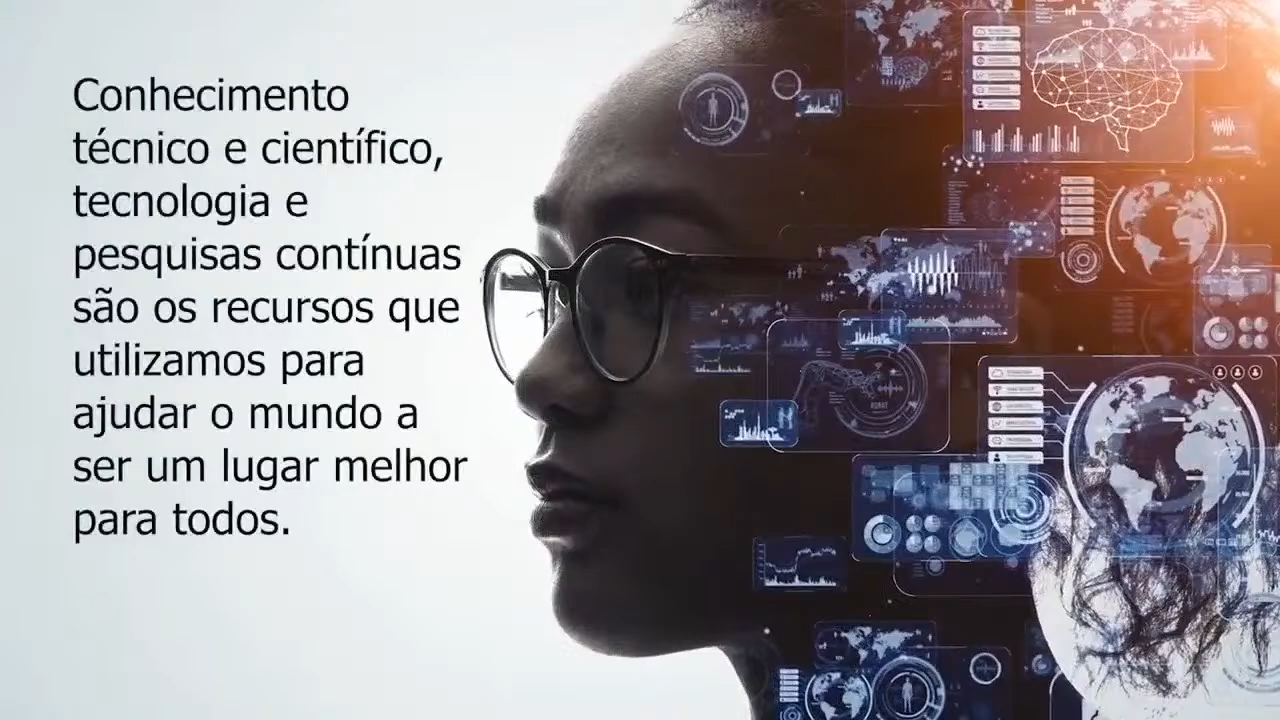 Conhecimento
técnico e científico,
tecnologia e
pesquisas contínuas
são os recursos que
utilizamos para
ajudar o mundo a
ser um lugar melhor
para todos.